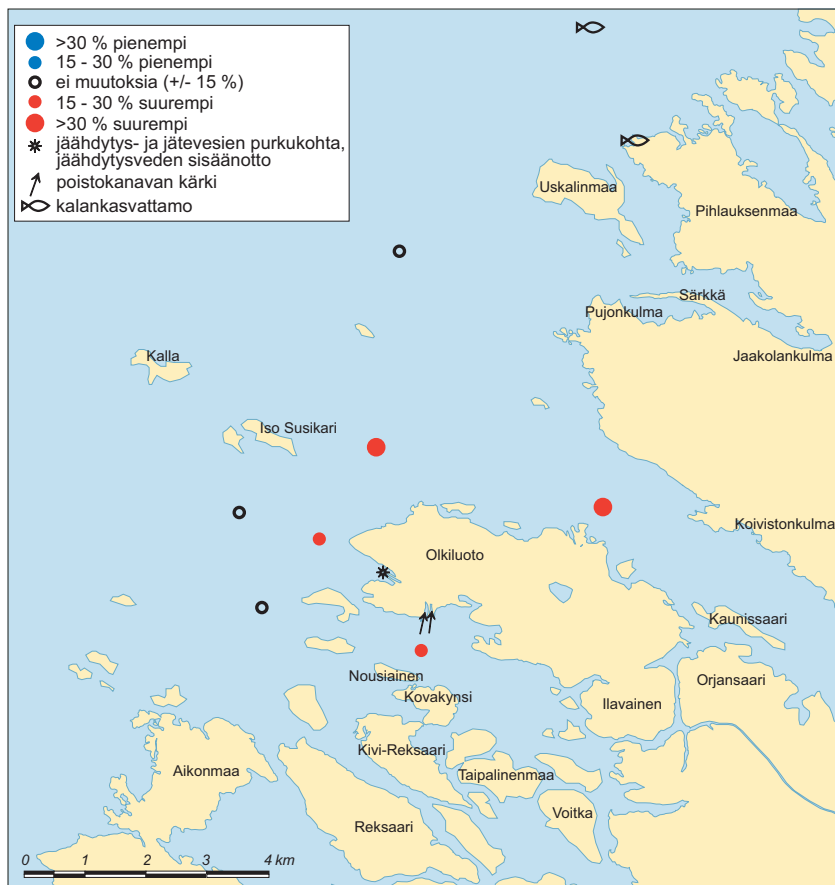 >30 % pienempi
15 - 30 % pienempi
ei muutoksia (+/- 15 %)
15 - 30 % suurempi
>30 % suurempi
jäähdytys- ja jätevesien purkukohta,
jäähdytysveden sisäänotto
poistokanavan kärki
kalankasvattamo
Uskalinmaa
Pihlauksenmaa
Särkkä
Pujonkulma
Jaakolankulma
Kalla
Iso Susikari
Koivistonkulma
Olkiluoto
Kaunissaari
Nousiainen
Orjansaari
Kovakynsi
Ilavainen
Kivi-Reksaari
Aikonmaa
Taipalinenmaa
Voitka
Reksaari
0 1 2 3 4 km